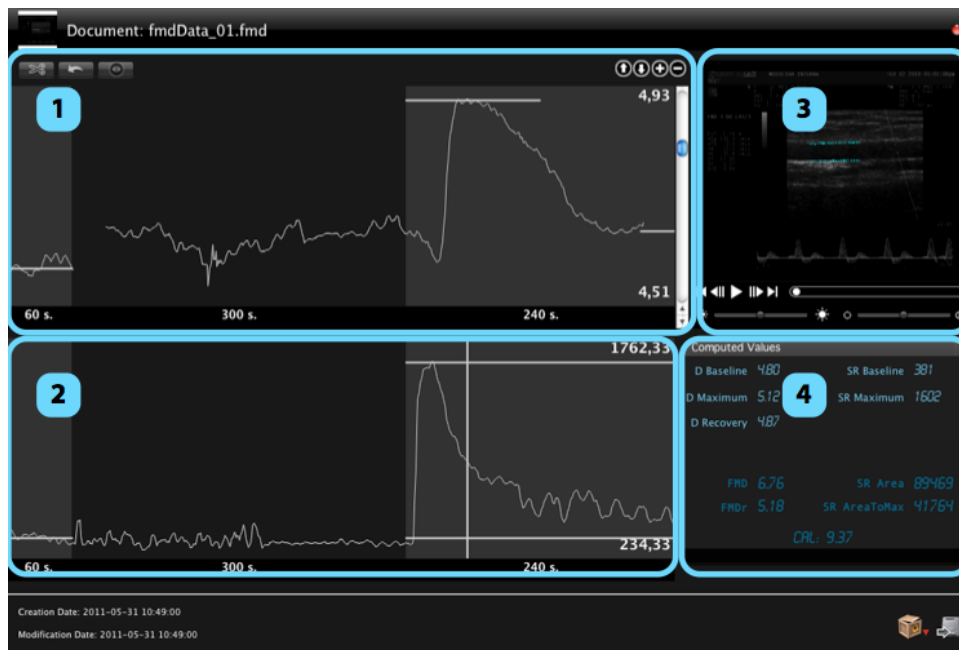 Document: fmdData_01.fmd
1
4,93
4,51
60 s. 300 s. 240 s.
3
2
1762,33
234,33
60 s. 300 s. 240 s.
Computed Values
4
D Baseline 4.80 SR Baseline 381
D Maximum 5.12 SR Maximum 1602
D Recovery 4.87
FMD 6.76 SR Area 89469
FMDr 5.18 SR AreaToMax 41764
CAL: 9.37
Creation Date: 2011-05-31 10:49:00
Modification Date: 2011-05-31 10:49:00